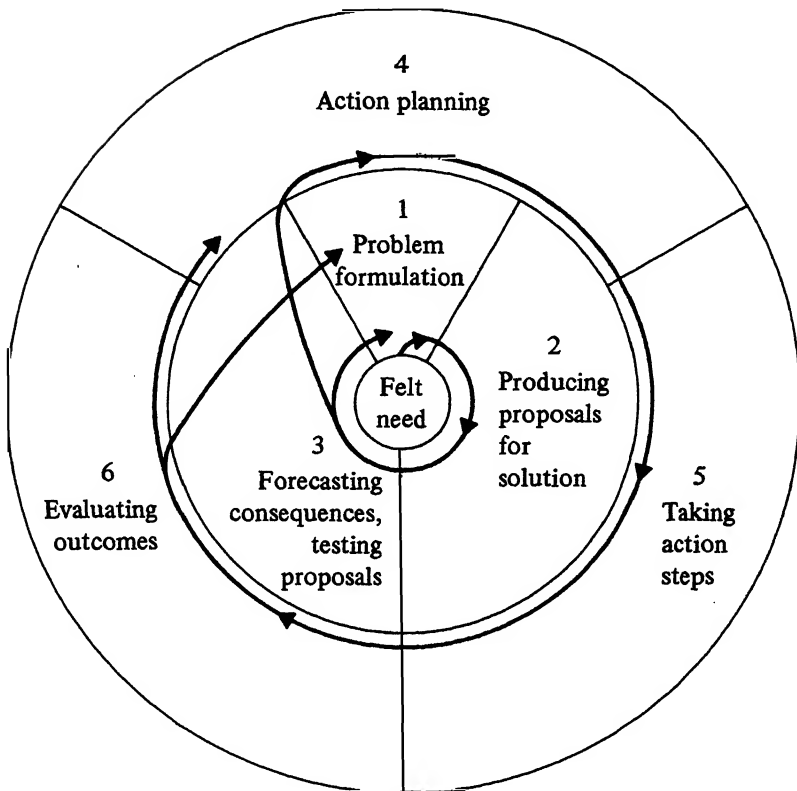 4
Action planning
1
Problem
formulation
2
Producing
proposals
for
solution
Felt
need
3
Forecasting
consequences,
testing
proposals
6
Evaluating
outcomes
5
Taking
action
steps